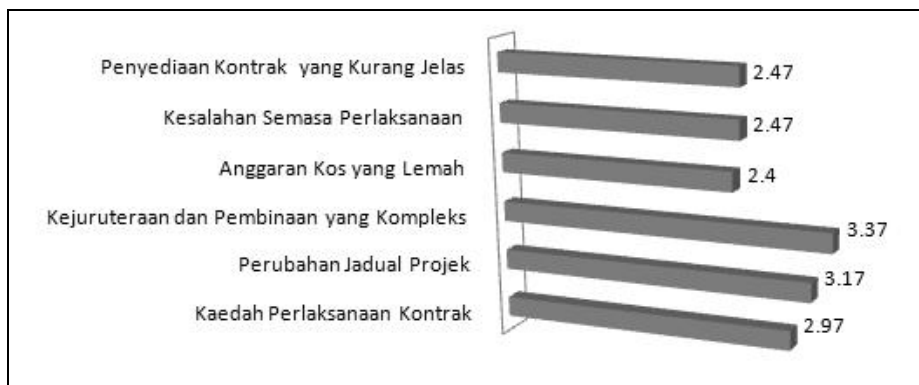 Penyediaan Kontrak yang Kurang Jelas 2.47
Kesalahan Semasa Perlaksanaan 2.47
Anggaran Kos yang Lemah 2.4
Kejuruteraan dan Pembinaan yang Kompleks 3.37
Perubahan Jadual Projek 3.17
Kaedah Perlaksanaan Kontrak 2.97